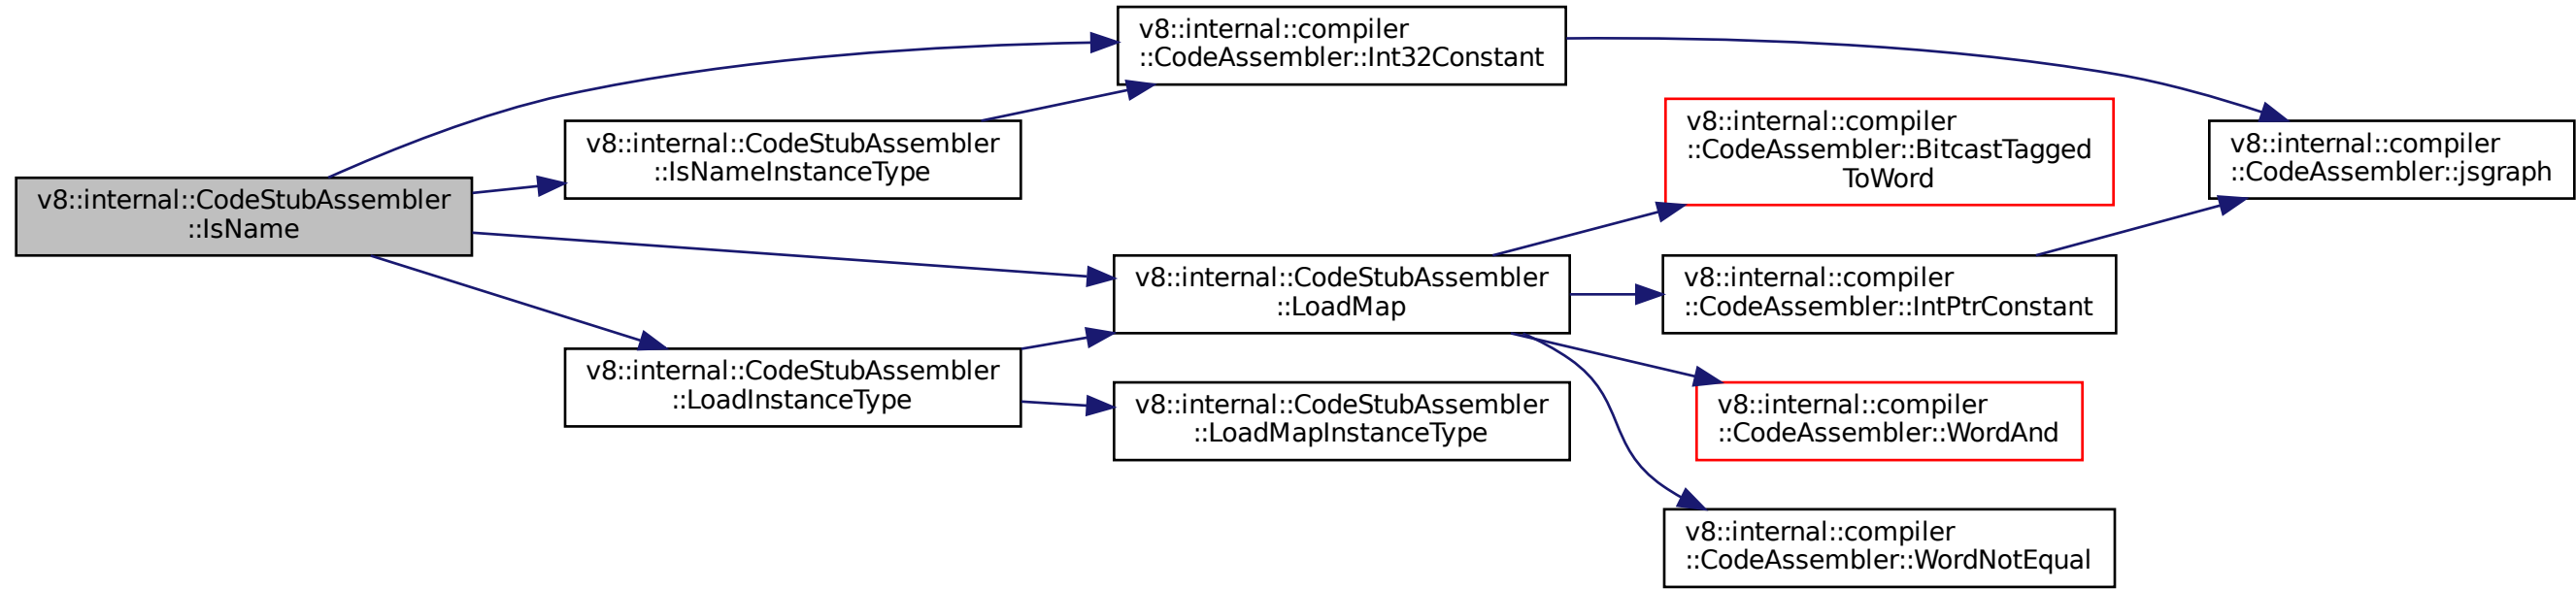 v8::internal::CodeStubAssembler
::IsName
v8::internal::compiler
::CodeAssembler::Int32Constant
v8::internal::CodeStubAssembler
::IsNameInstanceType
v8::internal::CodeStubAssembler
::LoadMap
v8::internal::CodeStubAssembler
::LoadInstanceType
v8::internal::CodeStubAssembler
::LoadMapInstanceType
v8::internal::compiler
::CodeAssembler::BitcastTagged
ToWord
v8::internal::compiler
::CodeAssembler::IntPtrConstant
v8::internal::compiler
::CodeAssembler::WordAnd
v8::internal::compiler
::CodeAssembler::WordNotEqual
v8::internal::compiler
::CodeAssembler::jsgraph